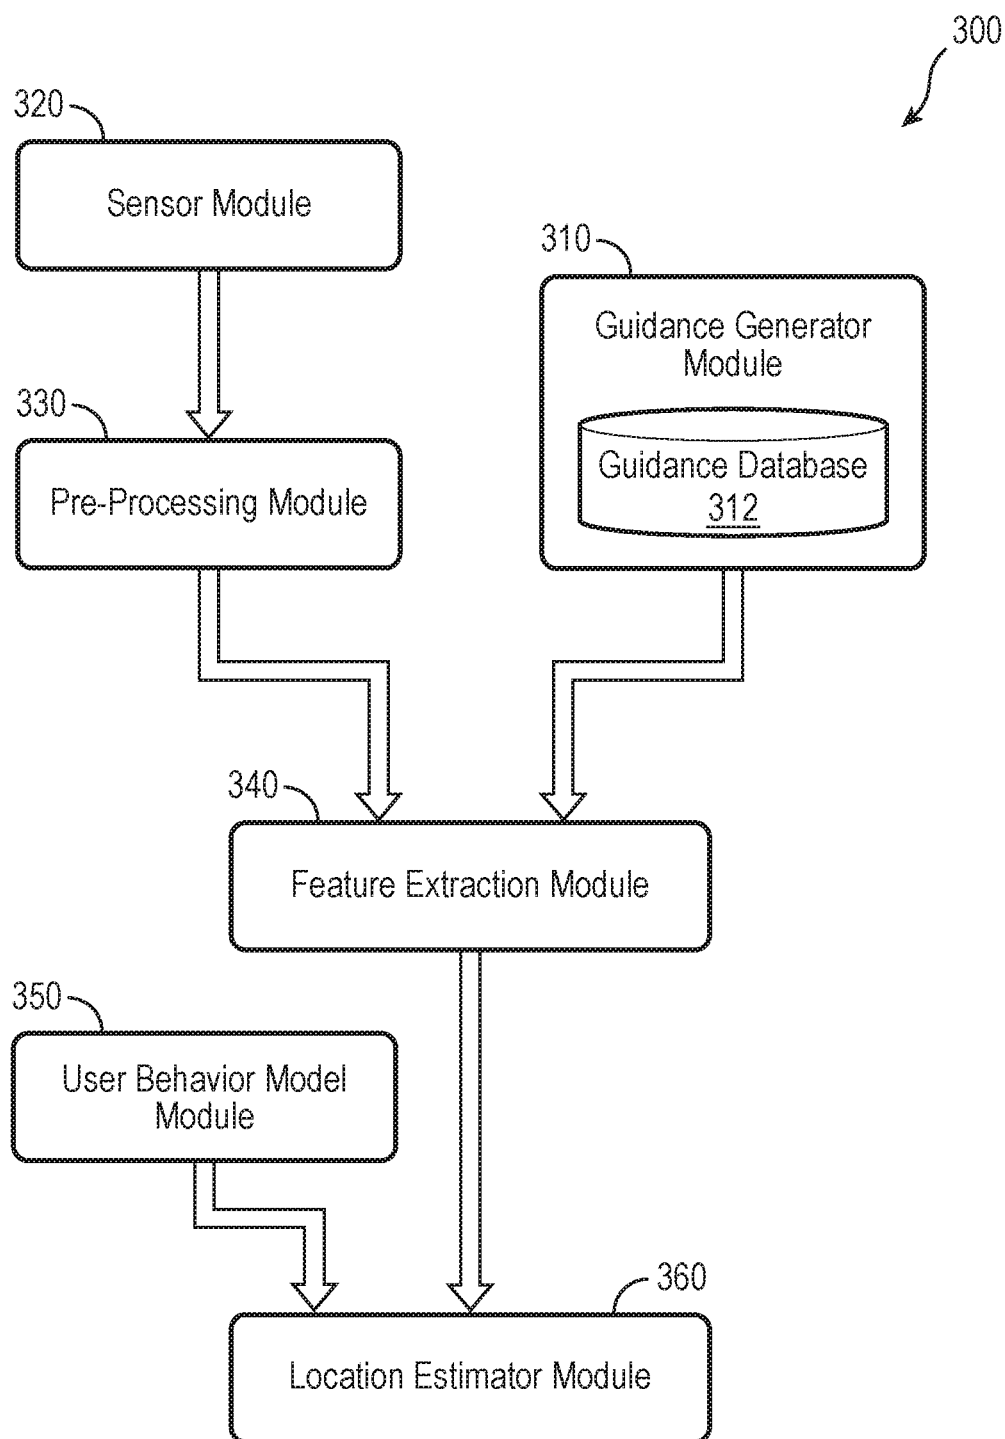 300
320
Sensor Module
310
Guidance Generator
Module
Guidance Database
312
330
Pre-Processing Module
340
Feature Extraction Module
350
User Behavior Model
Module
360
Location Estimator Module